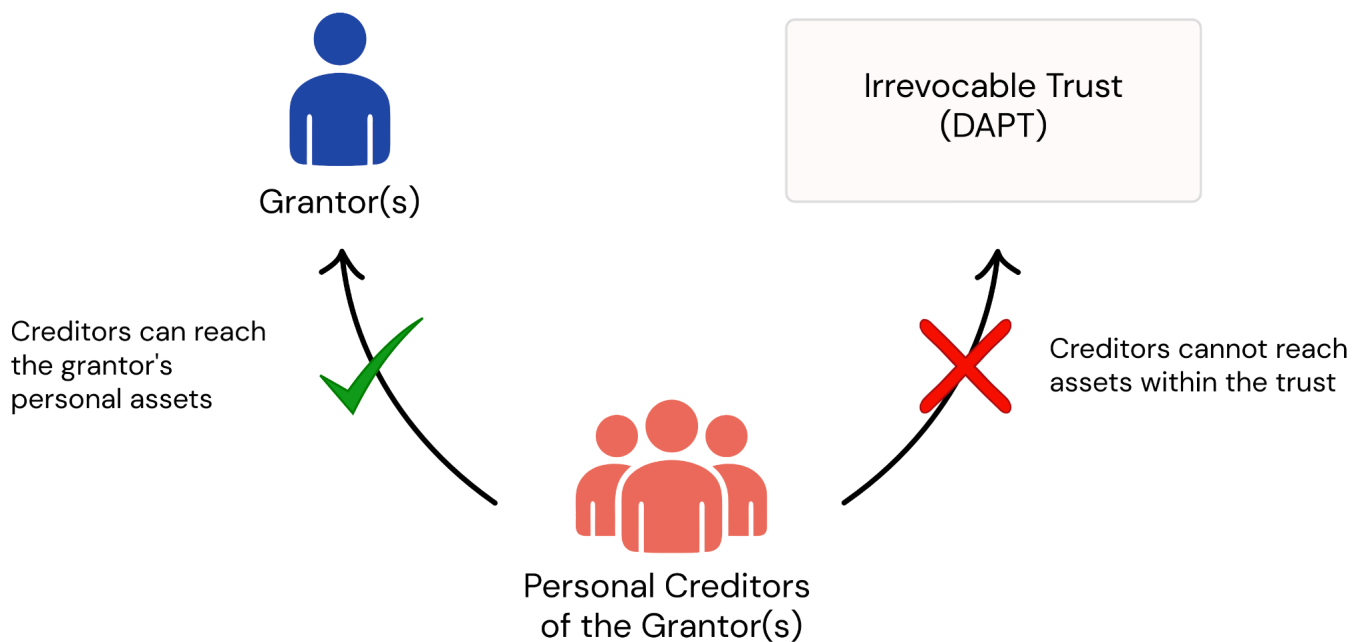 Grantor(s)
Irrevocable Trust
(DAPT)
Creditors can reach
the grantor's
personal assets
Creditors cannot reach
assets within the trust
Personal Creditors
of the Grantor(s)